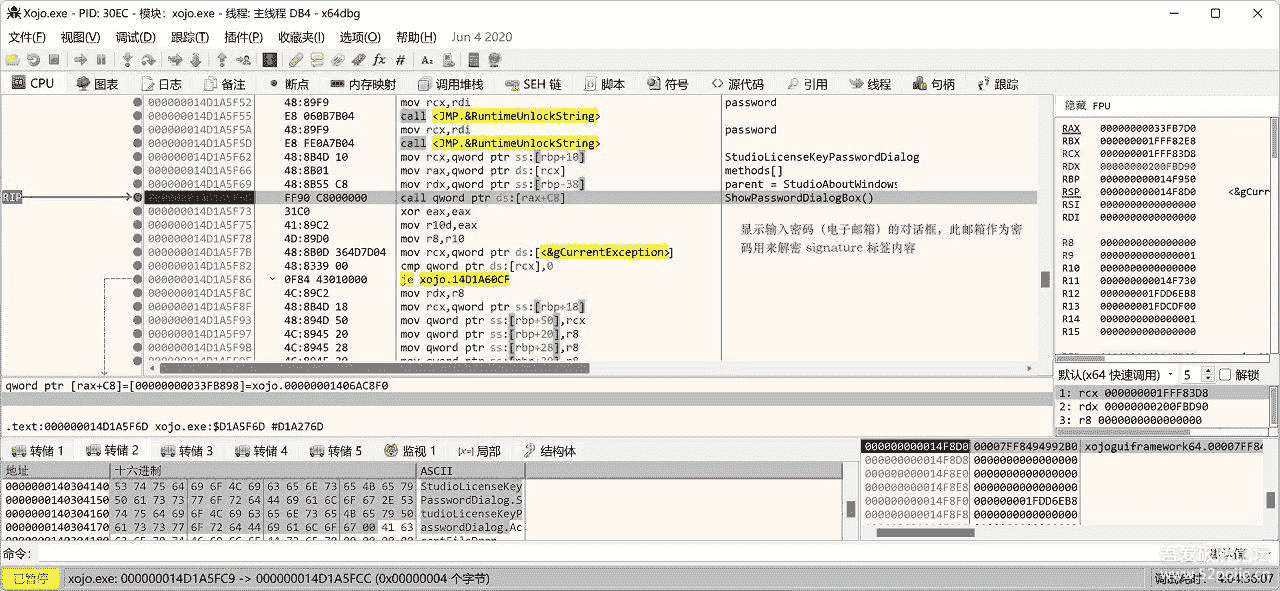 Xojo.exe - PID: 30EC - 模块: xojo.exe - 线程: 主线程 DB4 - x64dbg
文件(F) 视图(V) 调试(D) 跟踪(T) 插件(P) 收藏夹(I) 选项(O) 帮助(H) Jun 4 2020
CPU 图表 日志 备注 断点 内存映射 调用堆栈 SEH 链 脚本 符号 源代码 引用 线程 句柄 跟踪
000000014D1A5F52 48:89F9 mov rcx,rdi password
000000014D1A5F55 E8 060B7B04 call <JMP.&RuntimeUnlockString>
000000014D1A5F5A 48:89F9 mov rcx,rdi password
000000014D1A5F5D E8 FE0A7B04 call <JMP.&RuntimeUnlockString>
000000014D1A5F62 48:8B4D 10 mov rcx,qword ptr ss:[rbp+10] StudioLicenseKeyPasswordDialog
000000014D1A5F66 48:8B01 mov rax,qword ptr ds:[rcx] methods[]
000000014D1A5F69 48:8B55 C8 mov rdx,qword ptr ss:[rbp-38] parent = StudioAboutWindow
RIP FF90 C8000000 call qword ptr ds:[rax+C8] ShowPasswordDialogBox()
000000014D1A5F73 31C0 xor eax,eax
000000014D1A5F75 41:89C2 mov r10d,eax
000000014D1A5F78 4D:89D0 mov r8,r10
000000014D1A5F7B 48:8B0D 364D7D04 mov rcx,qword ptr ds:[<&gCurrentException>]
000000014D1A5F82 48:8339 00 cmp qword ptr ds:[rcx],0
000000014D1A5F86 0F84 43010000 je xojo.14D1A60CF
000000014D1A5F8C 4C:89C2 mov rdx,r8
000000014D1A5F8F 48:8B4D 18 mov rcx,qword ptr ss:[rbp+18]
000000014D1A5F93 48:894D 50 mov qword ptr ss:[rbp+50],rcx
000000014D1A5F97 4C:8945 20 mov qword ptr ss:[rbp+20],r8
000000014D1A5F9B 4C:8945 28 mov qword ptr ss:[rbp+28],r8
显示输入密码（电子邮箱）的对话框，此邮箱作为密
码用来解密 signature 标签内容
隐藏 FPU
RAX 00000000033FB7D0
RBX 000000001FFF82E8
RCX 000000001FFF83D8
RDX 00000000200FBD90
RBP 000000000014F950
RSP 000000000014F8D0 <&gCurr
RSI 0000000000000000
RDI 0000000000000000
R8 0000000000000000
R9 0000000000000001
R10 0000000000000000
R11 000000000014F730
R12 000000001FDD6EB8
R13 000000001FDCDF00
R14 0000000000000001
R15 0000000000000000
默认(x64 快速调用) 5 解锁
1: rcx 000000001FFF83D8
2: rdx 00000000200FBD90
3: r8 0000000000000000
qword ptr [rax+C8]=[00000000033FB898]=xojo.00000001406AC8F0
.text:000000014D1A5F6D xojo.exe:$D1A5F6D #D1A276D
转储 1 转储 2 转储 3 转储 4 转储 5 监视 1 局部 结构体
地址 十六进制 ASCII
0000000140304140 53 74 75 64 69 6F 4C 69 63 65 6E 73 65 4B 65 79 StudioLicenseKey
0000000140304150 50 61 73 73 77 6F 72 64 44 69 61 6C 6F 67 2E 53 PasswordDialog.S
0000000140304160 74 75 64 69 6F 4C 69 63 65 6E 73 65 4B 65 79 50 tudioLicenseKeyP
0000000140304170 61 73 73 77 6F 72 64 44 69 61 6C 6F 67 00 41 63 asswordDialog.Ac
000000000014F8D0 00007FF8494992B0 xojoguiframework64.00007FF84
000000000014F8D8 0000000000000000
000000000014F8E0 0000000000000000
000000000014F8E8 0000000000000000
000000000014F8F0 000000001FDD6EB8
000000000014F8F8 0000000000000000
命令:
默认值
已暂停 xojo.exe: 000000014D1A5FC9 -> 000000014D1A5FCC (0x00000004 个字节)